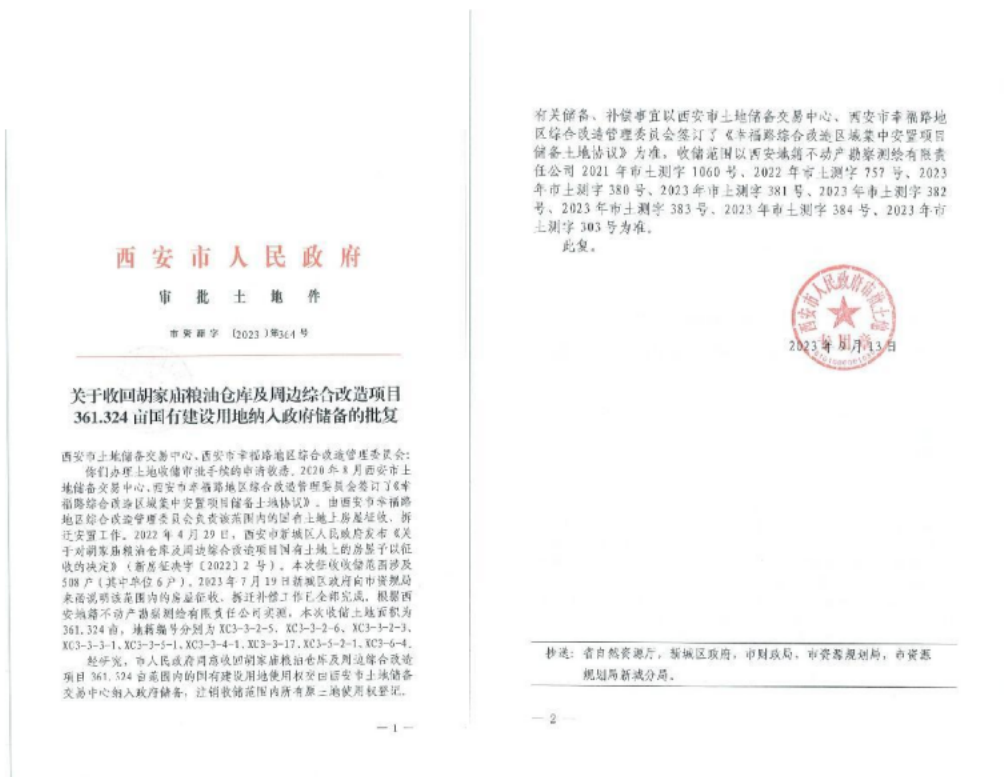 西安市人民政府
审批土地件
市资源字〔2023〕第364号
关于收回胡家庙粮油仓库及周边综合改造项目
361.324亩国有建设用地纳入政府储备的批复
西安市土地储备交易中心、西安市幸福路地区综合改造管理委员会:
你们办理土地收储审批手续的申请收悉。2020年8月西安市土
地储备交易中心、西安市幸福路地区综合改造管理委员会签订了《幸
福路综合改造区域集中安置项目储备土地协议》。由西安市幸福路
地区综合改造管理委员会负责该范围内的国有土地上房屋征收、拆
迁安置工作。2022年4月29日,西安市新城区人民政府发布《关
于对胡家庙粮油仓库及周边综合改造项目国有土地上的房屋予以征
收的决定》(新房征决字〔2022〕2号)。本次征收收储范围涉及
508户(其中单位6户)。2023年7月19日新城区政府向市资规局
来函说明该范围内的房屋征收、拆迁补偿工作已全部完成。根据西
安地籍不动产勘察测绘有限责任公司实测,本次收储土地面积为
361.324亩,地籍编号分别为XC3-3-2-5、XC3-3-2-6、XC3-3-2-3、
XC3-3-3-1、XC3-3-5-1、XC3-3-4-1、XC3-3-17、XC3-5-2-1、XC3-6-4。
经研究,市人民政府同意收回胡家庙粮油仓库及周边综合改造
项目361.324亩范围内的国有建设用地使用权交由西安市土地储备
交易中心纳入政府储备,注销收储范围内所有原土地使用权登记。
— 1 —
有关储备、补偿事宜以西安市土地储备交易中心、西安市幸福路地
区综合改造管理委员会签订了《幸福路综合改造区域集中安置项目
储备土地协议》为准,收储范围以西安地籍不动产勘察测绘有限责
任公司2021年市土测字1060号、2022年市土测字757号、2023
年市土测字380号、2023年市土测字381号、2023年市土测字382
号、2023年市土测字383号、2023年市土测字384号、2023年市
土测字303号为准。
此复。
西安市人民政府审批土地
专用章
2023年9月13日
抄送:省自然资源厅,新城区政府,市财政局,市资源规划局,市资源
规划局新城分局。
— 2 —